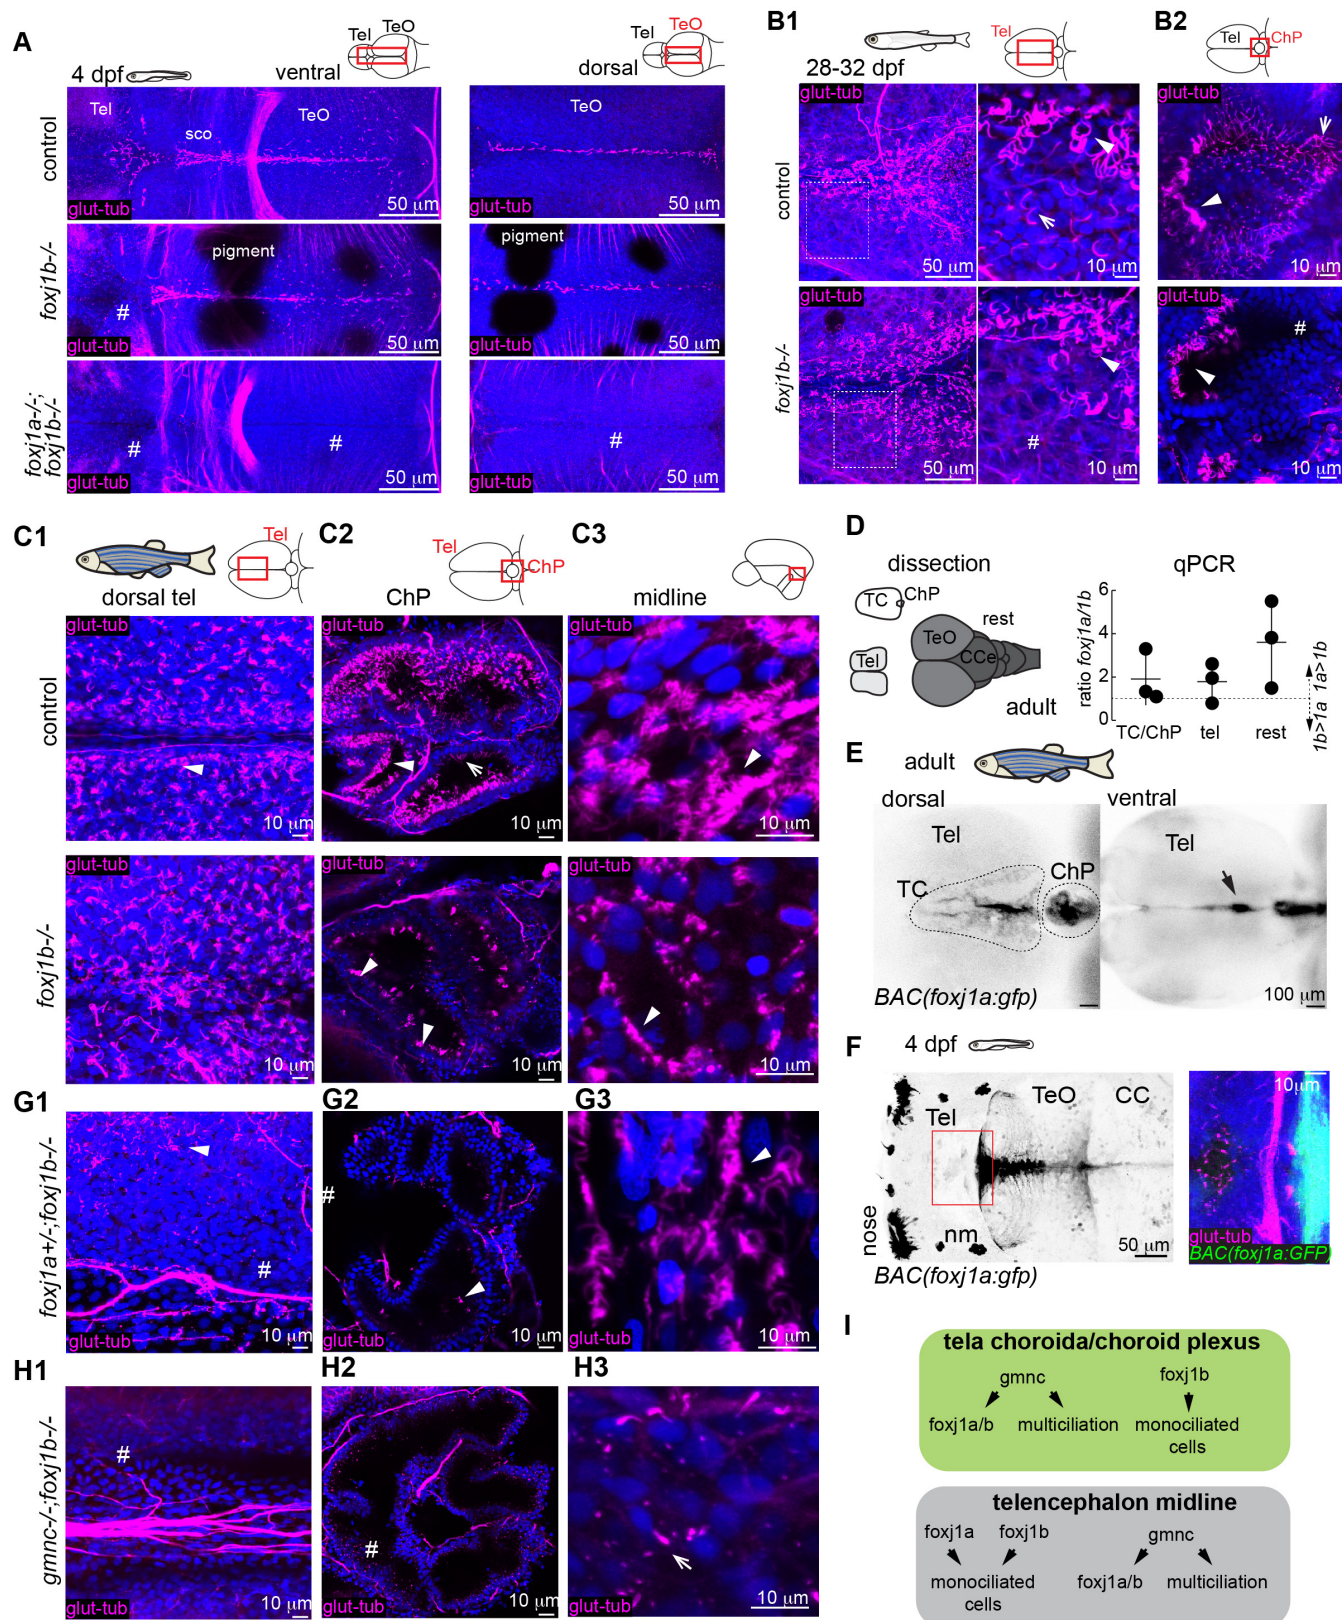 A
4 dpf
ventral
Tel
TeO
dorsal
Tel
TeO
control
Tel
sco
TeO
glut-tub
50 µm
TeO
glut-tub
50 µm
foxj1b-/-
pigment
#
glut-tub
50 µm
pigment
glut-tub
50 µm
foxj1a-/-;
foxj1b-/-
#
#
glut-tub
50 µm
#
glut-tub
50 µm
B1
28-32 dpf
Tel
B2
Tel
ChP
control
glut-tub
50 µm
10 µm
glut-tub
10 µm
foxj1b-/-
glut-tub
50 µm
#
10 µm
glut-tub
#
10 µm
C1
dorsal tel
Tel
C2
Tel
ChP
ChP
C3
midline
control
glut-tub
10 µm
glut-tub
10 µm
glut-tub
10 µm
foxj1b-/-
glut-tub
10 µm
glut-tub
10 µm
glut-tub
10 µm
D
dissection
TC
ChP
Tel
TeO
CCe
rest
adult
qPCR
ratio foxj1a/1b
6
4
2
0
TC/ChP
tel
rest
1b>1a 1a>1b
E
adult
dorsal
Tel
TC
ChP
BAC(foxj1a:gfp)
ventral
Tel
100 µm
F
4 dpf
Tel
TeO
CC
nose
nm
50 µm
BAC(foxj1a:gfp)
10µm
glut-tub
BAC(foxj1a:GFP)
G1
G2
G3
foxj1a+/-;foxj1b-/-
#
glut-tub
10 µm
#
glut-tub
10 µm
glut-tub
10 µm
H1
H2
H3
gmnc-/-;foxj1b-/-
#
glut-tub
10 µm
#
glut-tub
10 µm
glut-tub
10 µm
I
tela choroida/choroid plexus
gmnc
foxj1b
foxj1a/b
multiciliation
monociliated
cells
telencephalon midline
foxj1a
foxj1b
gmnc
monociliated
cells
foxj1a/b
multiciliation